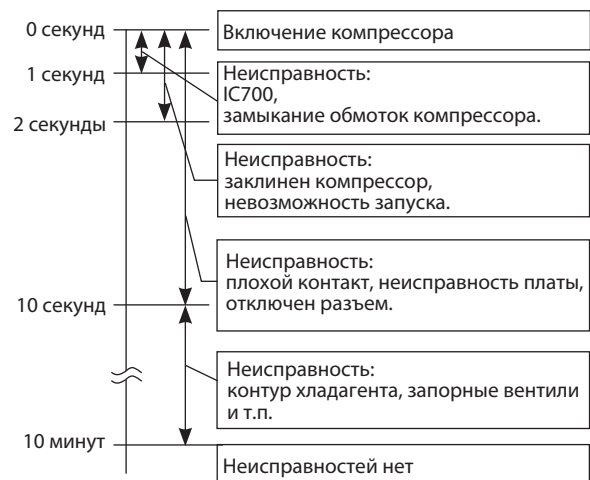 0 секунд
Включение компрессора
1 секунд
Неисправность:
IC700,
замыкание обмоток компрессора.
2 секунды
Неисправность:
заклинен компрессор,
невозможность запуска.
Неисправность:
плохой контакт, неисправность платы,
отключен разъем.
10 секунд
Неисправность:
контур хладагента, запорные вентили
и т.п.
10 минут
Неисправностей нет